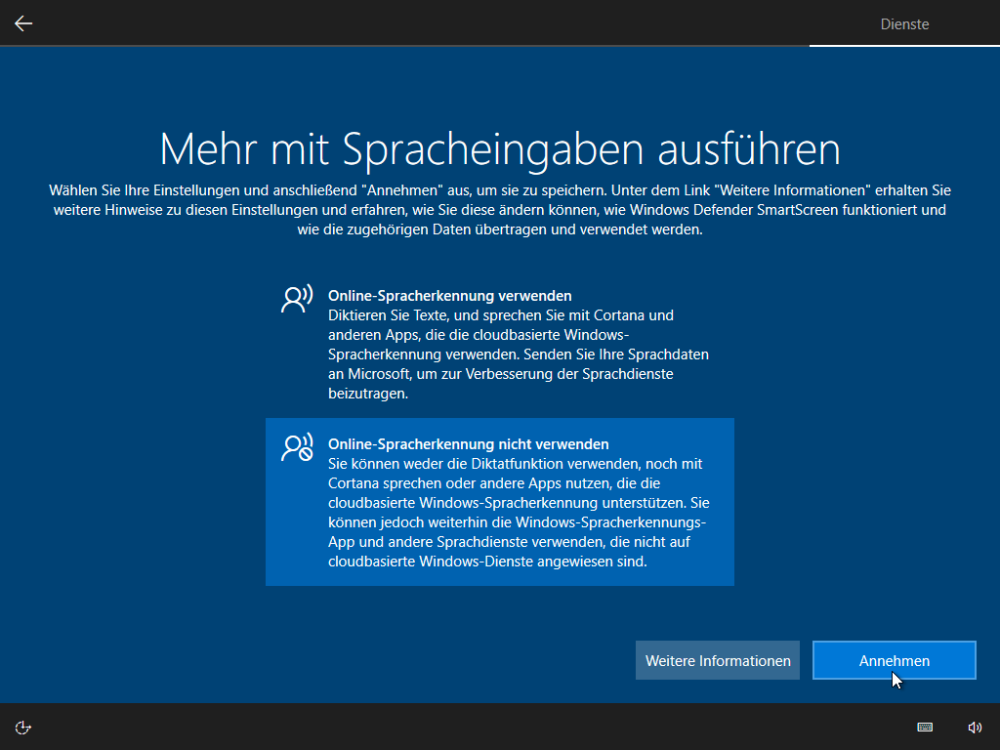 Dienste
Mehr mit Spracheingaben ausführen
Wählen Sie Ihre Einstellungen und anschließend "Annehmen" aus, um sie zu speichern. Unter dem Link "Weitere Informationen" erhalten Sie
weitere Hinweise zu diesen Einstellungen und erfahren, wie Sie diese ändern können, wie Windows Defender SmartScreen funktioniert und
wie die zugehörigen Daten übertragen und verwendet werden.
Online-Spracherkennung verwenden
Diktieren Sie Texte, und sprechen Sie mit Cortana und
anderen Apps, die die cloudbasierte Windows-
Spracherkennung verwenden. Senden Sie Ihre Sprachdaten
an Microsoft, um zur Verbesserung der Sprachdienste
beizutragen.
Online-Spracherkennung nicht verwenden
Sie können weder die Diktatfunktion verwenden, noch mit
Cortana sprechen oder andere Apps nutzen, die die
cloudbasierte Windows-Spracherkennung unterstützen. Sie
können jedoch weiterhin die Windows-Spracherkennungs-
App und andere Sprachdienste verwenden, die nicht auf
cloudbasierte Windows-Dienste angewiesen sind.
Weitere Informationen
Annehmen